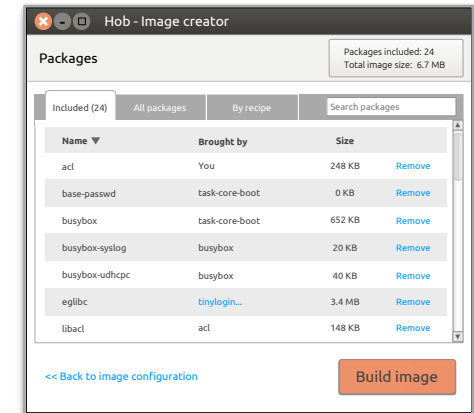 Hob - Image creator
Packages
Packages included: 24
Total image size: 6.7 MB
Included (24) All packages By recipe Search packages
Name Brought by Size
acl You 248 KB Remove
base-passwd task-core-boot 0 KB Remove
busybox task-core-boot 652 KB Remove
busybox-syslog busybox 20 KB Remove
busybox-udhcpc busybox 40 KB Remove
eglibc tinylogin... 3.4 MB Remove
libacl acl 148 KB Remove
<< Back to image configuration Build image